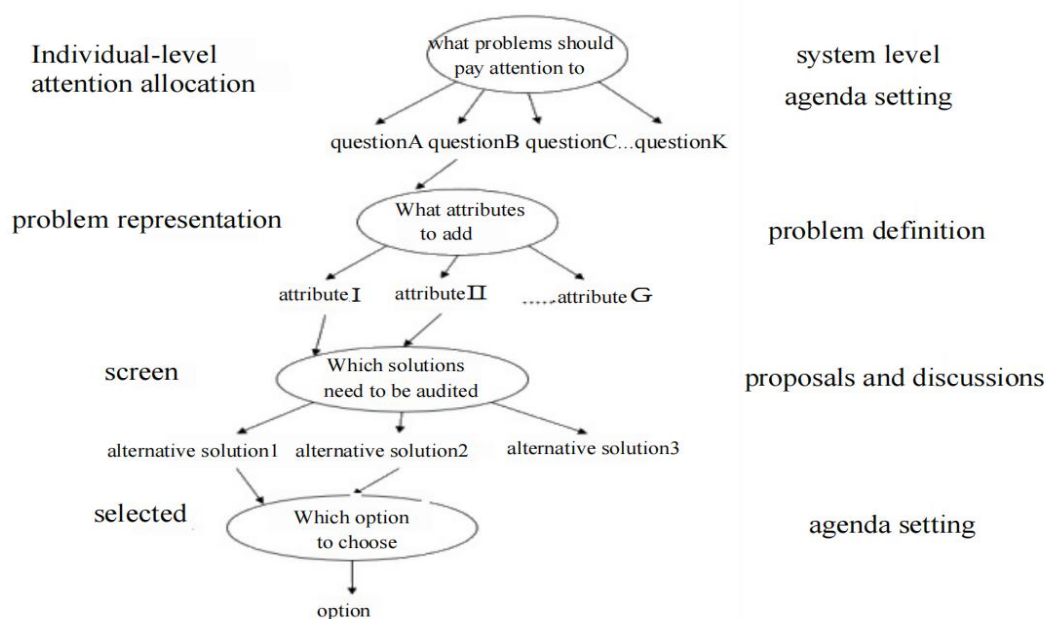 Individual-level
attention allocation
what problems should
pay attention to
system level
agenda setting
questionA questionB questionC...questionK
problem representation
What attributes
to add
problem definition
attributeI attributeII ......attributeG
screen
Which solutions
need to be audited
proposals and discussions
alternative solution1 alternative solution2 alternative solution3
selected
Which option
to choose
agenda setting
option